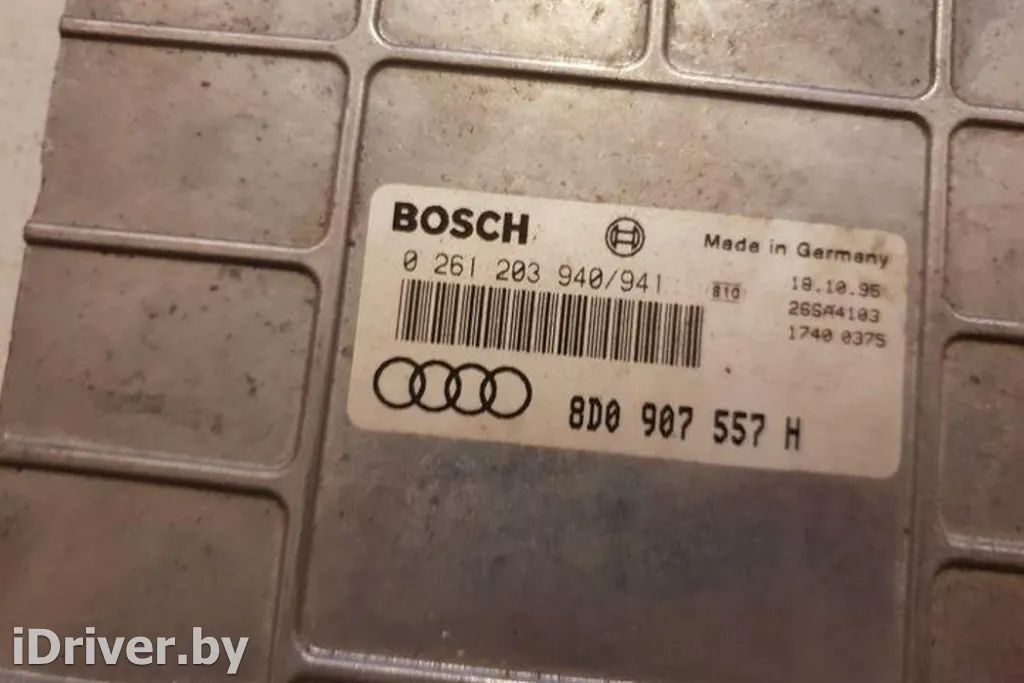 BOSCH
Made in Germany
0 261 203 940/941
810
18.10.95
26SA4103
1740 0375
8D0 907 557 H
iDriver.by